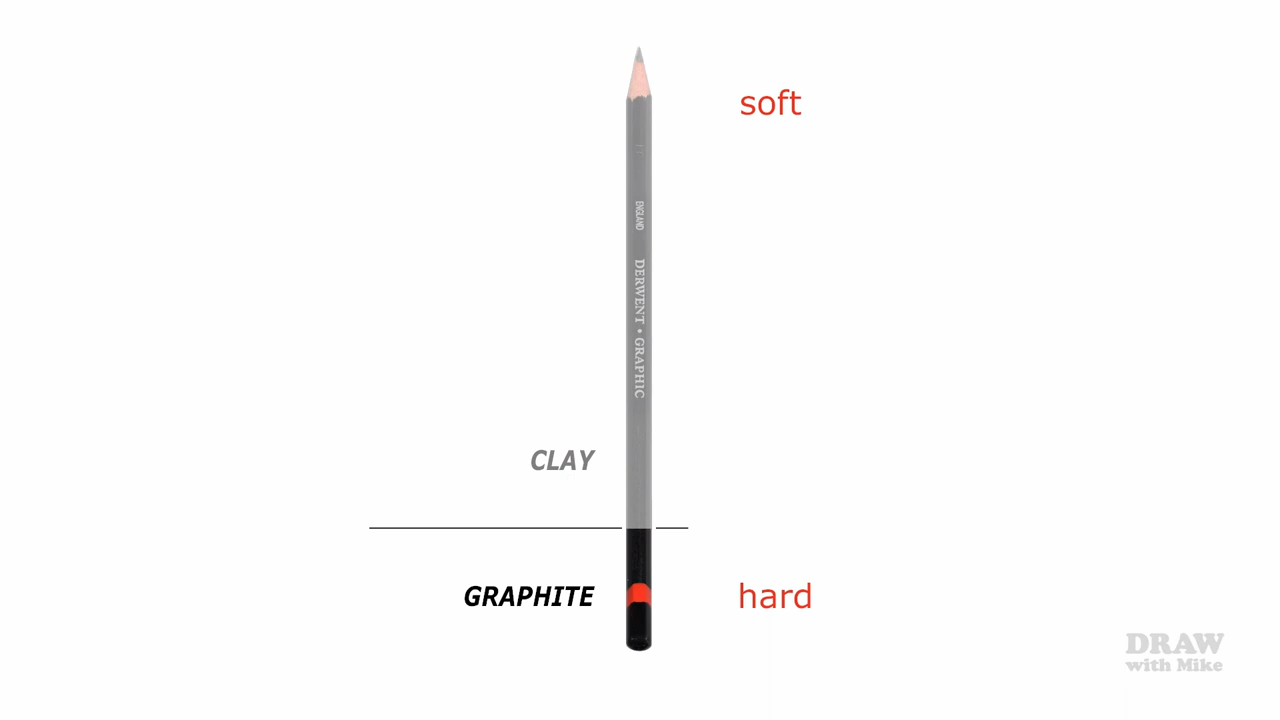 soft
ENGLAND
DERWENT • GRAPHIC
CLAY
GRAPHITE
hard
DRAW
with Mike